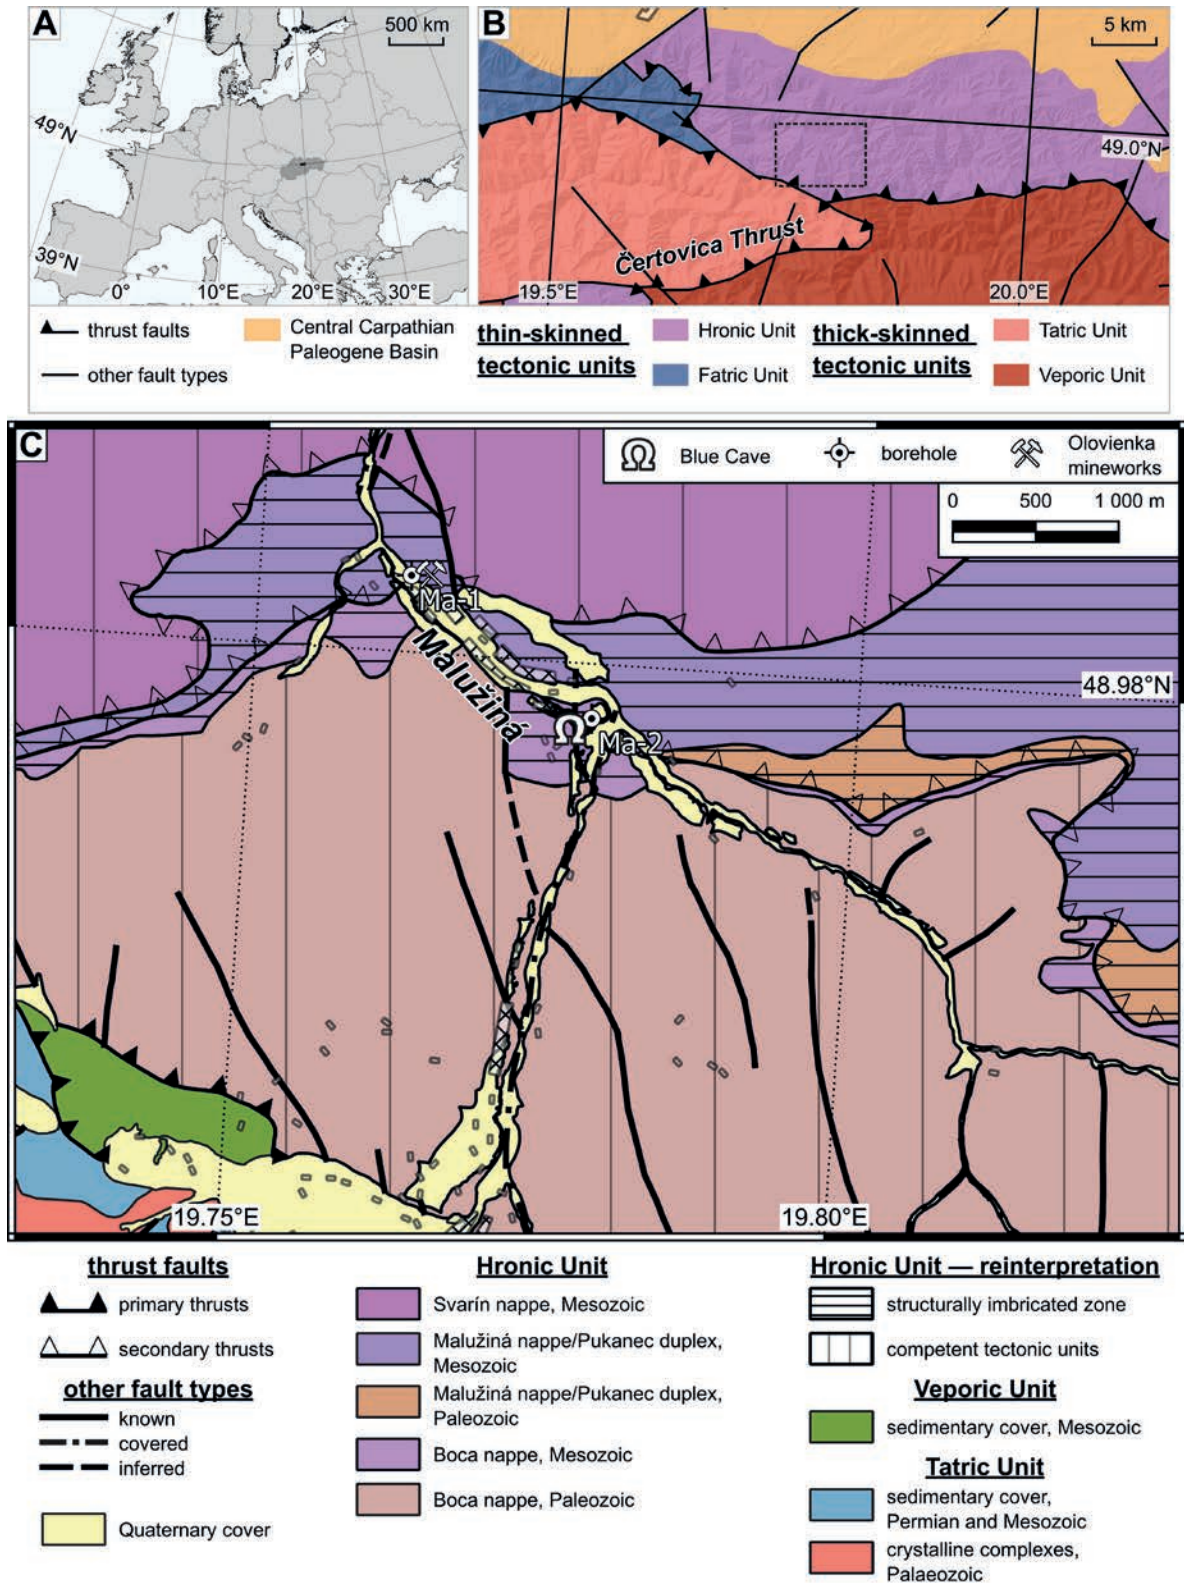 A
500 km
49°N
39°N
0°
10°E
20°E
30°E
B
5 km
49.0°N
Čertovica Thrust
19.5°E
20.0°E
thrust faults
other fault types
Central Carpathian
Paleogene Basin
thin-skinned
tectonic units
Hronic Unit
Fatric Unit
thick-skinned
tectonic units
Tatric Unit
Veporic Unit
C
Blue Cave
borehole
Olovienka
mineworks
0
500
1 000 m
Ma-1
Malužiná
48.98°N
Ω
Ma-2
19.75°E
19.80°E
thrust faults
primary thrusts
secondary thrusts
other fault types
known
covered
inferred
Quaternary cover
Hronic Unit
Svarín nappe, Mesozoic
Malužiná nappe/Pukanec duplex,
Mesozoic
Malužiná nappe/Pukanec duplex,
Paleozoic
Boca nappe, Mesozoic
Boca nappe, Paleozoic
Hronic Unit — reinterpretation
structurally imbricated zone
competent tectonic units
Veporic Unit
sedimentary cover, Mesozoic
Tatric Unit
sedimentary cover,
Permian and Mesozoic
crystalline complexes,
Palaeozoic